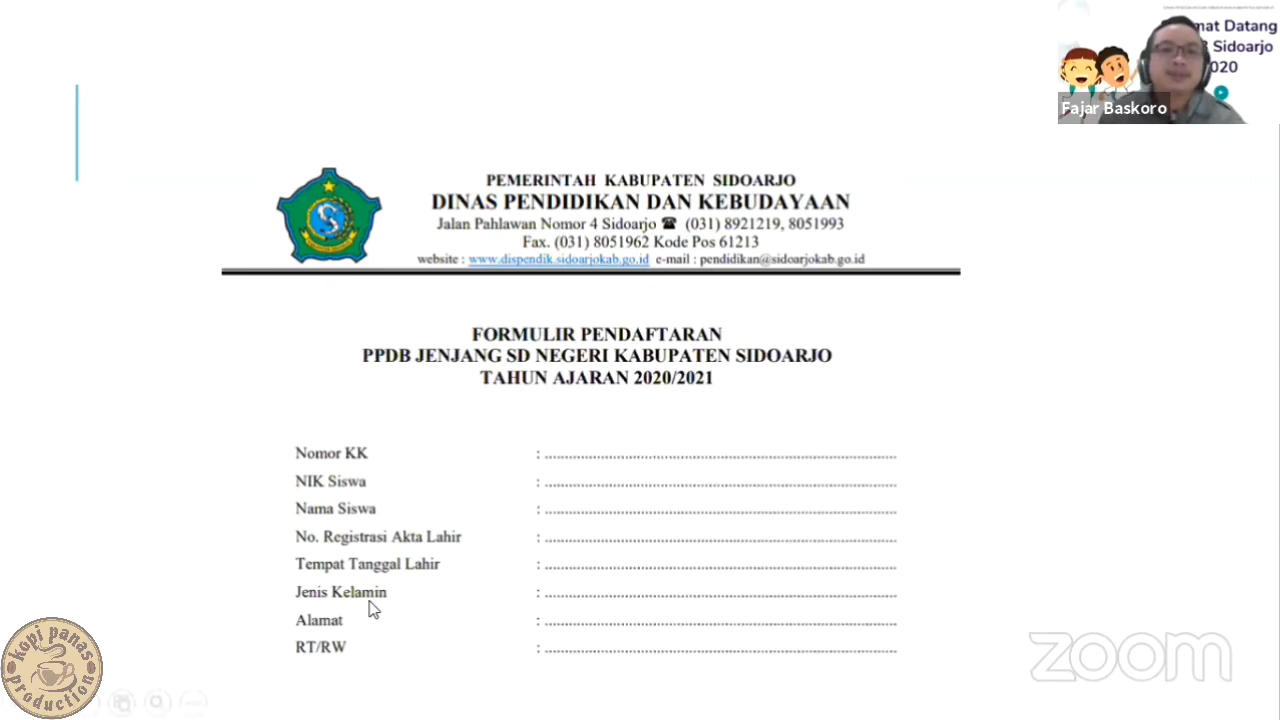 mat Datang
Sidoarjo
020
Fajar Baskoro
PEMERINTAH KABUPATEN SIDOARJO
DINAS PENDIDIKAN DAN KEBUDAYAAN
Jalan Pahlawan Nomor 4 Sidoarjo ☎ (031) 8921219, 8051993
Fax. (031) 8051962 Kode Pos 61213
website : www.dispendik.sidoarjokab.go.id e-mail : pendidikan@sidoarjokab.go.id
FORMULIR PENDAFTARAN
PPDB JENJANG SD NEGERI KABUPATEN SIDOARJO
TAHUN AJARAN 2020/2021
Nomor KK : ........................................
NIK Siswa : ........................................
Nama Siswa : ........................................
No. Registrasi Akta Lahir : ........................................
Tempat Tanggal Lahir : ........................................
Jenis Kelamin : ........................................
Alamat : ........................................
RT/RW : ........................................
kopi panas
production
zoom